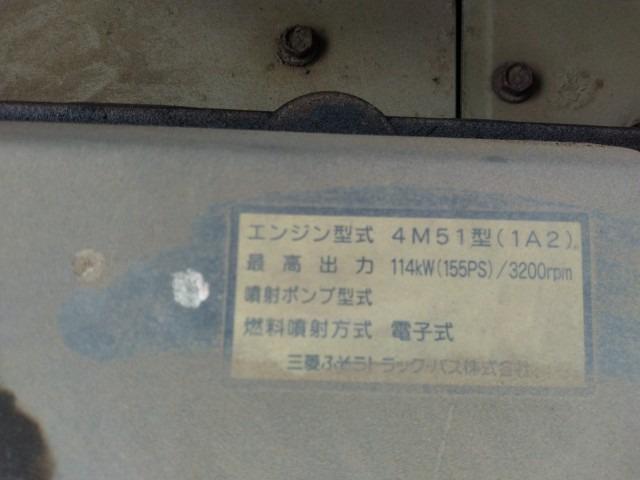 エンジン型式 4M51型(1A2)
最高出力 114kW(155PS)/3200rpm
噴射ポンプ型式
燃料噴射方式 電子式
三菱ふそうトラック・バス株式会社